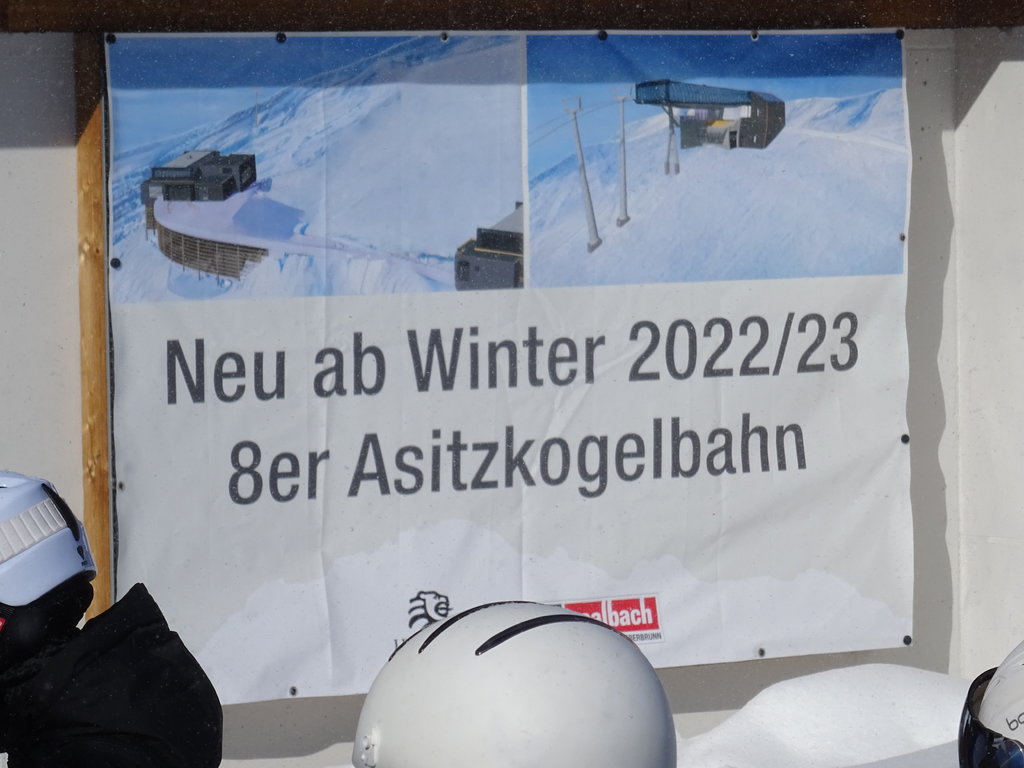 Neu ab Winter 2022/23
8er Asitzkogelbahn